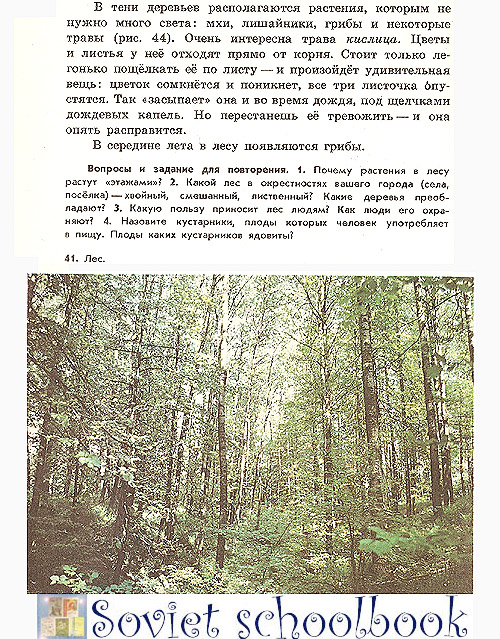 В тени деревьев располагаются растения, которым не
нужно много света: мхи, лишайники, грибы и некоторые
травы (рис. 44). Очень интересна трава кислица. Цветы
и листья у неё отходят прямо от корня. Стоит только ле-
гонько пощёлкать её по листу — и произойдёт удивительная
вещь: цветок сомкнётся и поникнет, все три листочка опу-
стятся. Так «засыпает» она и во время дождя, под щелчками
дождевых капель. Но перестанешь её тревожить — и она
опять расправится.
В середине лета в лесу появляются грибы.
Вопросы и задание для повторения. 1. Почему растения в лесу
растут «этажами»? 2. Какой лес в окрестностях вашего города (села,
посёлка) — хвойный, смешанный, лиственный? Какие деревья преоб-
ладают? 3. Какую пользу приносит лес людям? Как люди его охра-
няют? 4. Назовите кустарники, плоды которых человек употребляет
в пищу. Плоды каких кустарников ядовиты?
41. Лес.
Soviet schoolbook